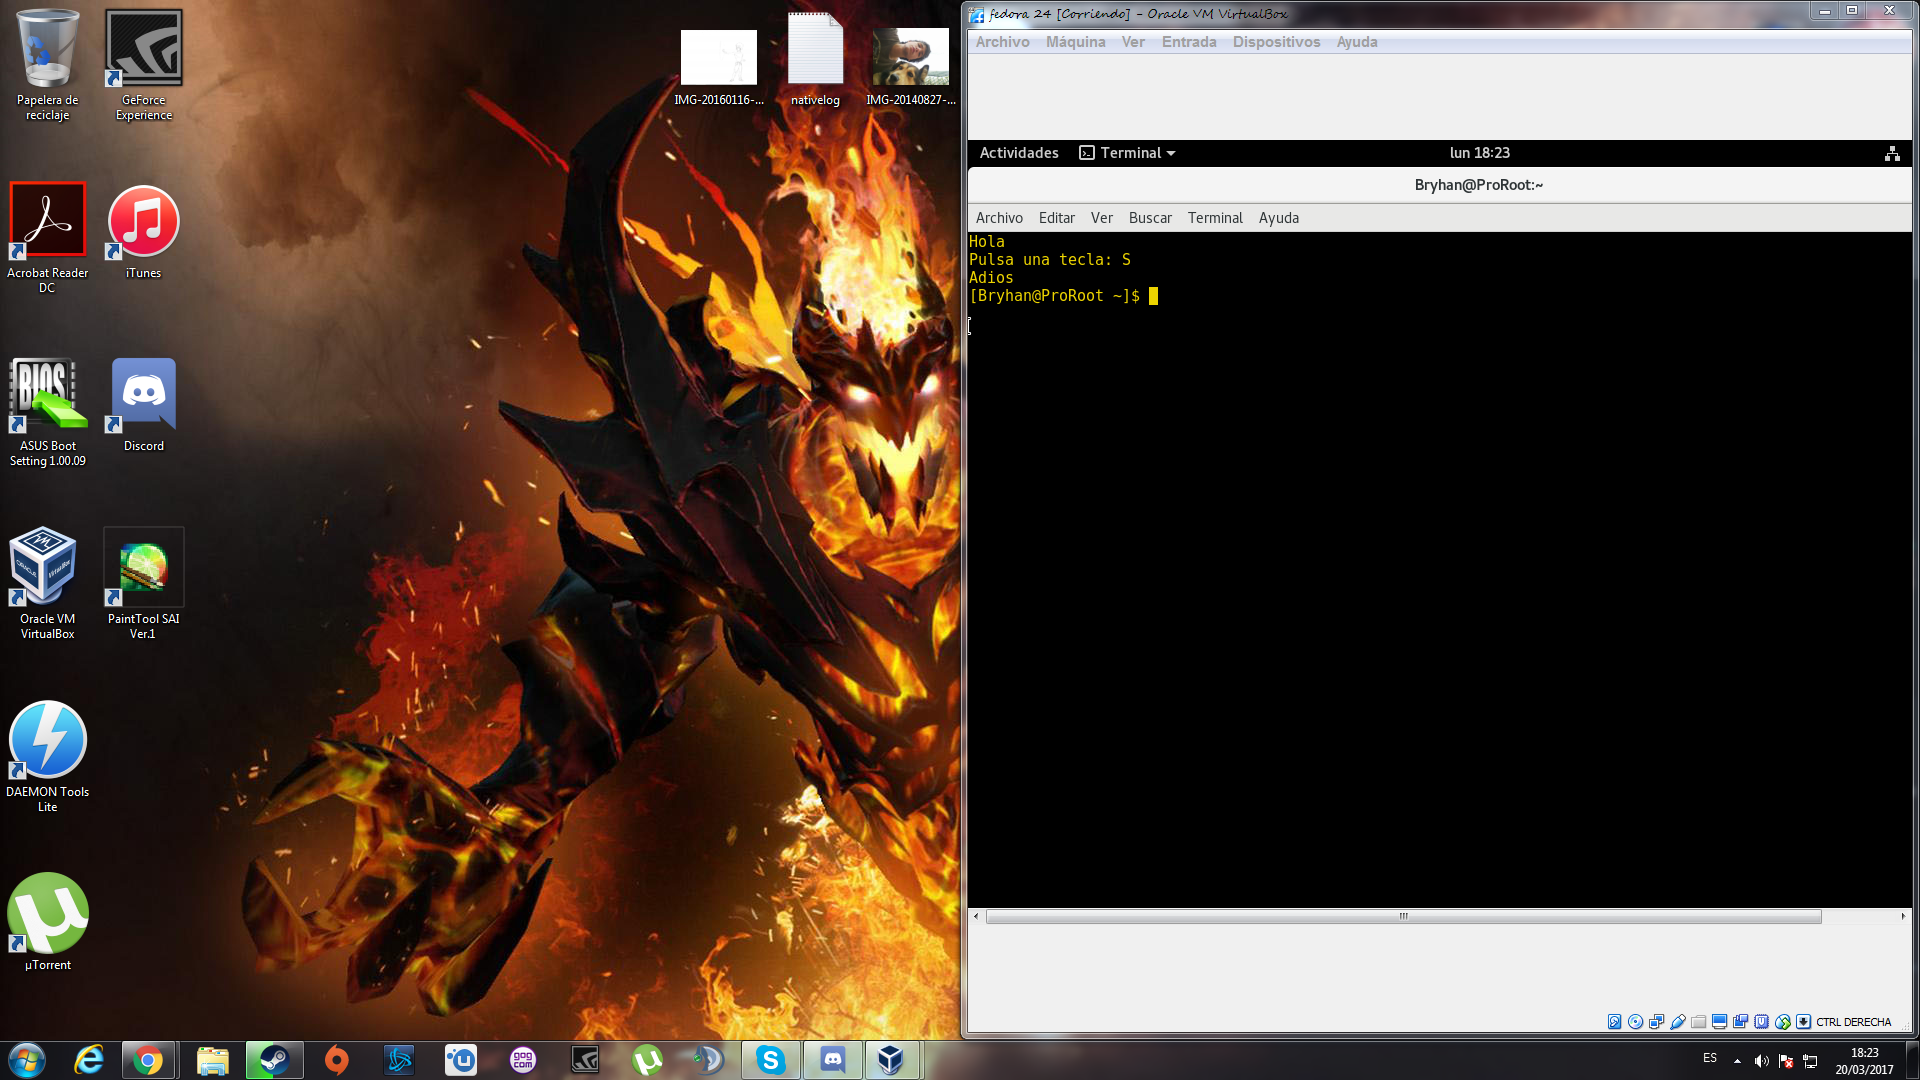 Papelera de
reciclaje
GeForce
Experience
Acrobat Reader
DC
iTunes
BIOS
ASUS Boot
Setting 1.00.09
Discord
Oracle VM
VirtualBox
PaintTool SAI
Ver.1
DAEMON Tools
Lite
µTorrent
IMG-20160116-...
nativelog
IMG-20140827-...
fedora 24 [Corriendo] - Oracle VM VirtualBox
Archivo Máquina Ver Entrada Dispositivos Ayuda
Actividades Terminal lun 18:23
Bryhan@ProRoot:~
Archivo Editar Ver Buscar Terminal Ayuda
Hola
Pulsa una tecla: S
Adios
[Bryhan@ProRoot ~]$
CTRL DERECHA
gog
com
ES
18:23
20/03/2017